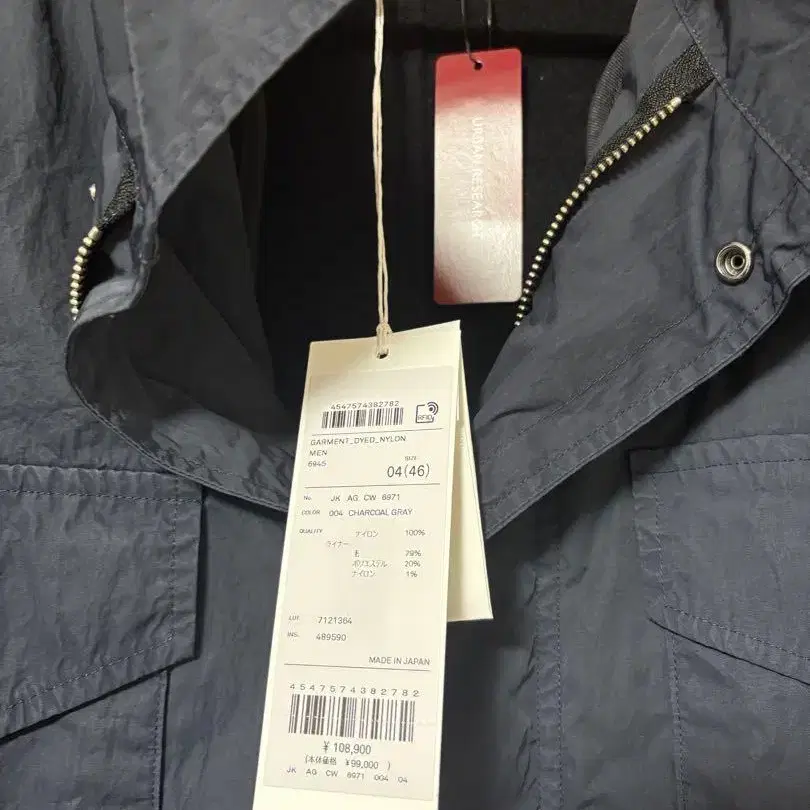 URBAN RESEARCH
4547574382782
RFID
GARMENT_DYED_NYLON
MEN
6945
SIZE
04(46)
No. JK AG CW 6971
COLOR 004 CHARCOAL GRAY
QUALITY ナイロン 100%
ライナー
毛 79%
ポリエステル 20%
ナイロン 1%
LOT 7121364
INS. 489590
MADE IN JAPAN
4547574382782
¥108,900
(本体価格 ¥99,000 )
JK AG CW 6971 004 04